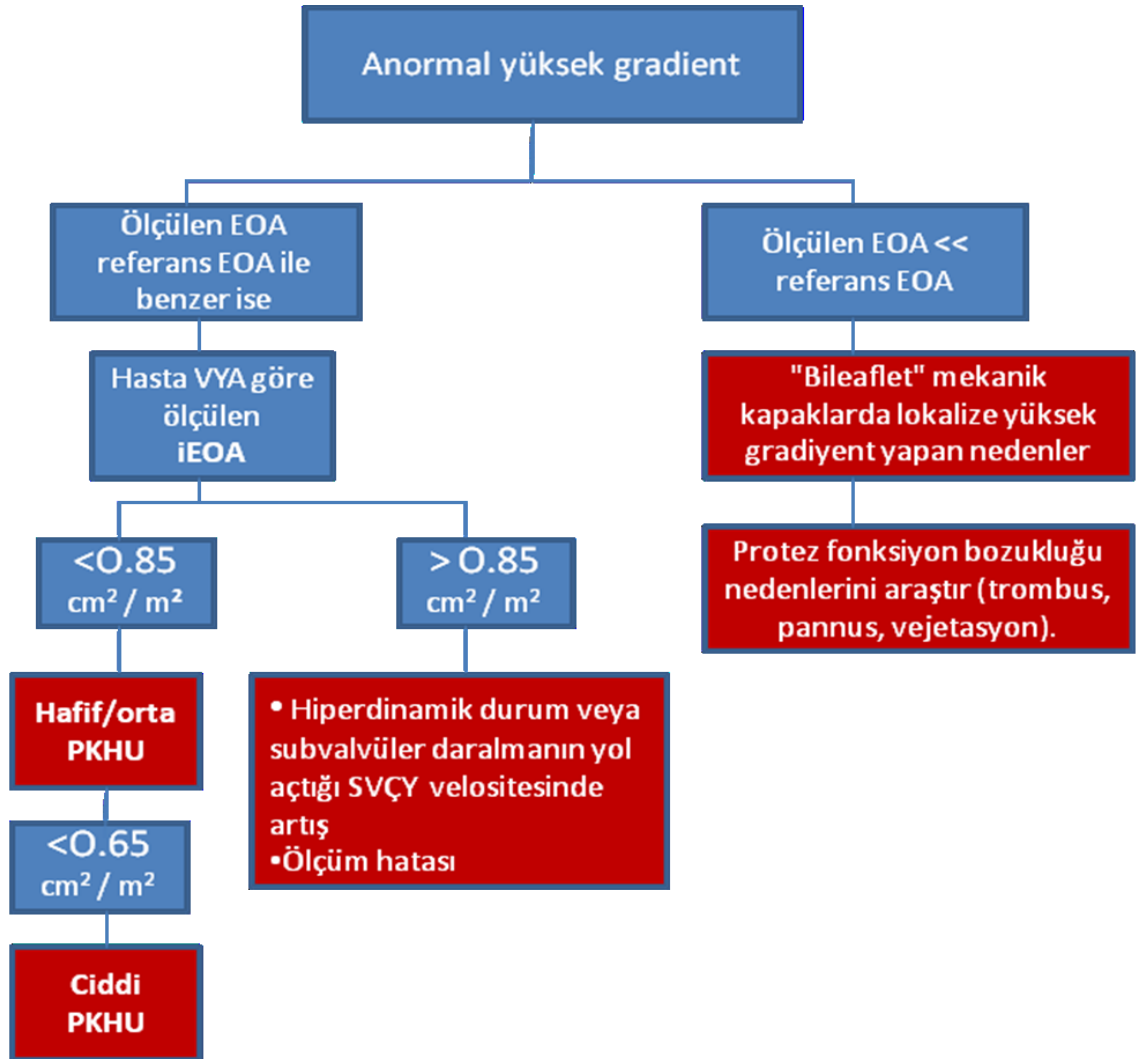 Anormal yüksek gradient
Ölçülen EOA
referans EOA ile
benzer ise
Ölçülen EOA <<
referans EOA
Hasta VYA göre
ölçülen
iEOA
"Bileaflet" mekanik
kapaklarda lokalize yüksek
gradiyent yapan nedenler
<O.85
cm² / m²
> O.85
cm² / m²
Protez fonksiyon bozukluğu
nedenlerini araştır (trombus,
pannus, vejetasyon).
Hafif/orta
PKHU
• Hiperdinamik durum veya
subvalvüler daralmanın yol
açtığı SVÇY velositesinde
artış
•Ölçüm hatası
<O.65
cm² / m²
Ciddi
PKHU